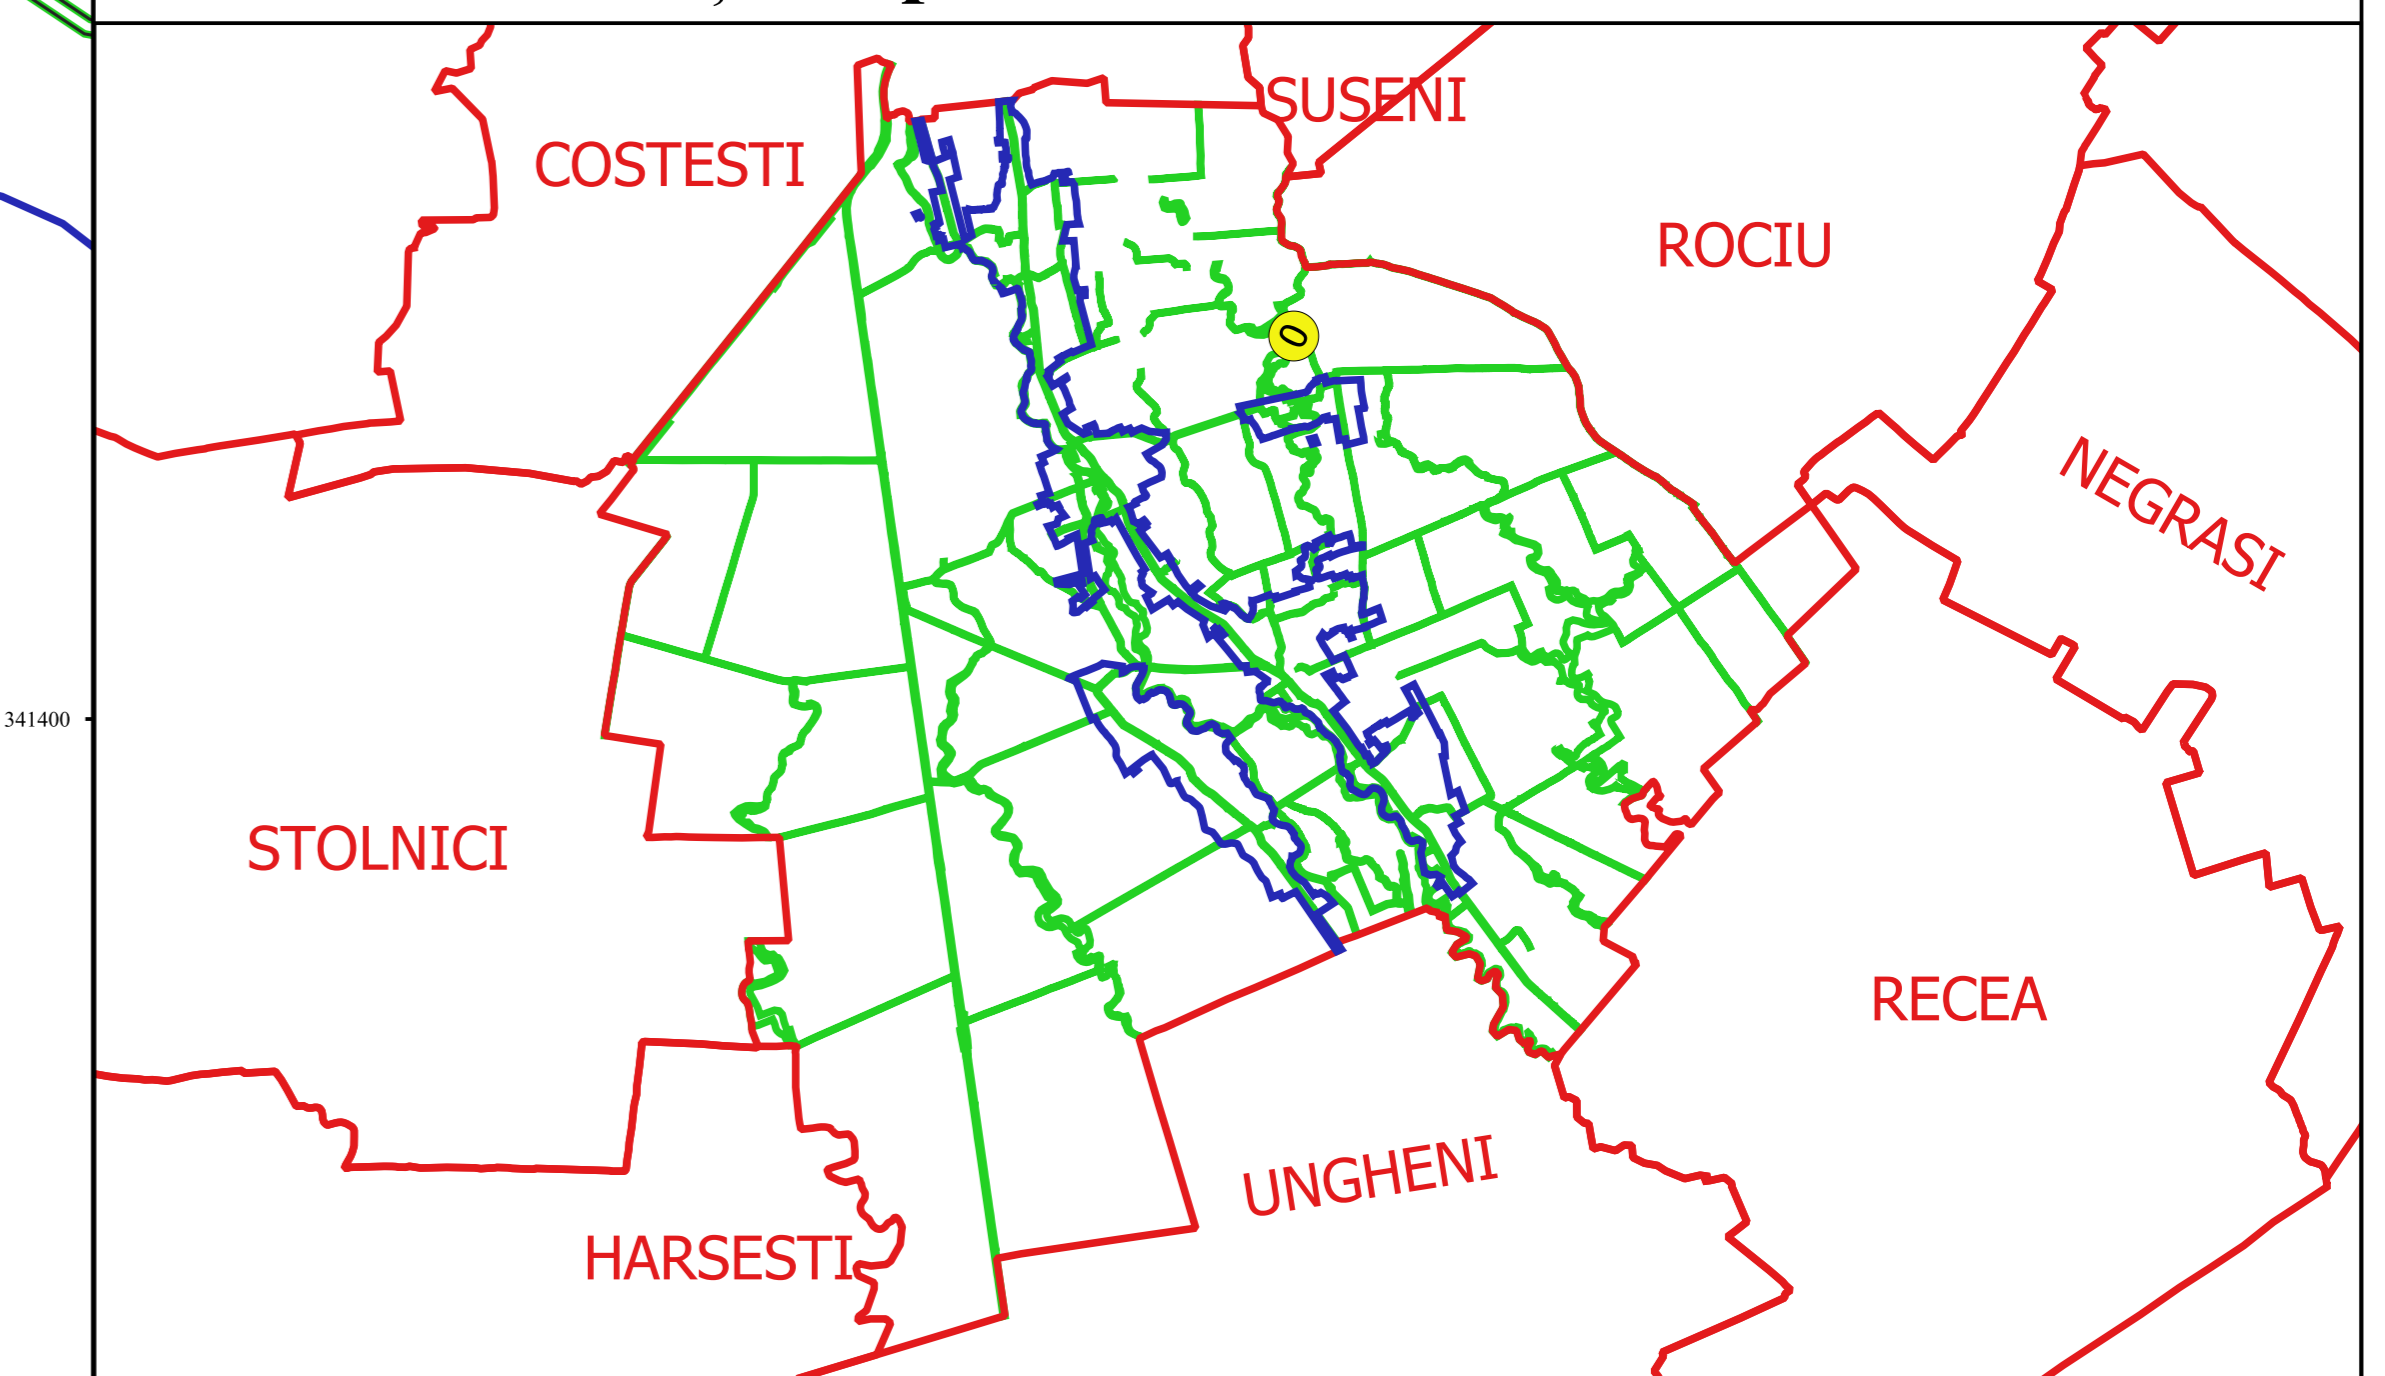 SUSENI
COSTESTI
ROCIU
0
NEGRASI
341400
STOLNICI
RECEA
UNGHENI
HARSESTI